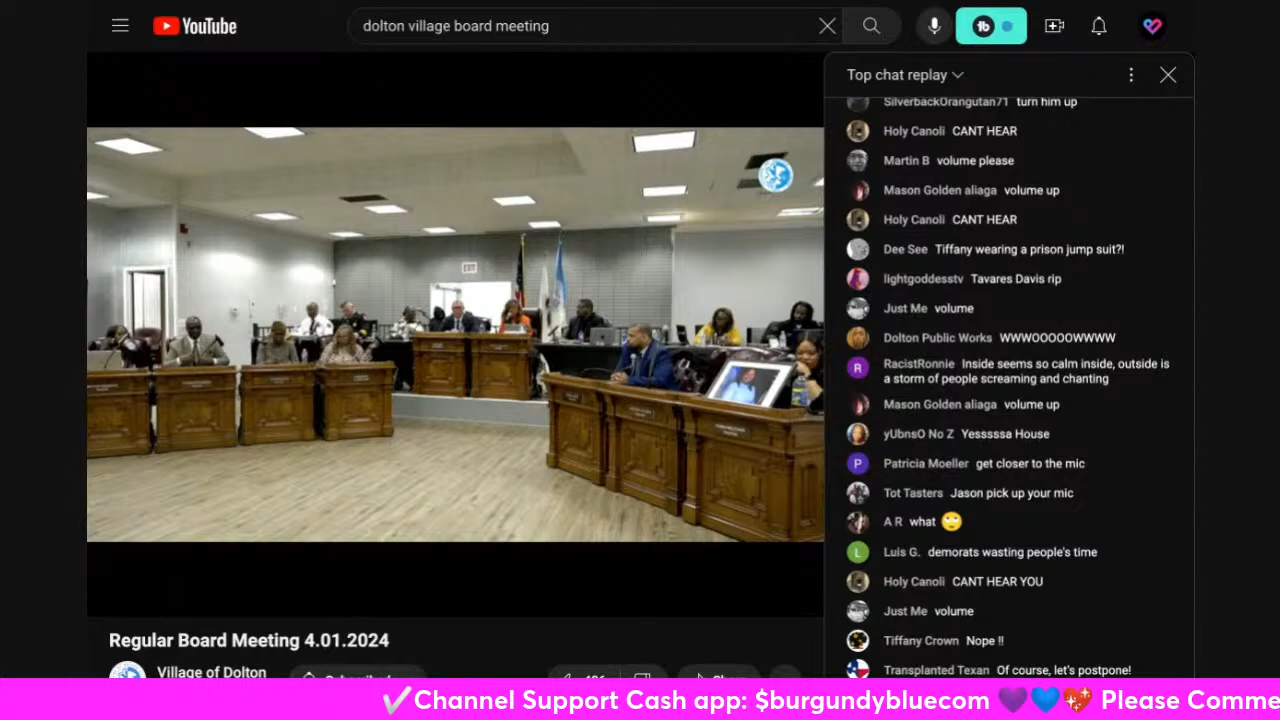 YouTube
dolton village board meeting
Top chat replay
SilverbackOrangutan71 turn him up
Holy Canoli CANT HEAR
Martin B volume please
Mason Golden aliaga volume up
Holy Canoli CANT HEAR
Dee See Tiffany wearing a prison jump suit?!
lightgoddesstv Tavares Davis rip
Just Me volume
Dolton Public Works WWWOOOOOWWWW
R RacistRonnie Inside seems so calm inside, outside is
a storm of people screaming and chanting
Mason Golden aliaga volume up
yUbnsO No Z Yesssssa House
P Patricia Moeller get closer to the mic
Tot Tasters Jason pick up your mic
A R what 🙄
L Luis G. demorats wasting people's time
Holy Canoli CANT HEAR YOU
Just Me volume
Tiffany Crown Nope !!
Transplanted Texan Of course, let's postpone!
Regular Board Meeting 4.01.2024
Village of Dolton
✔Channel Support Cash app: $burgundybluecom 💜💙💖 Please Comme